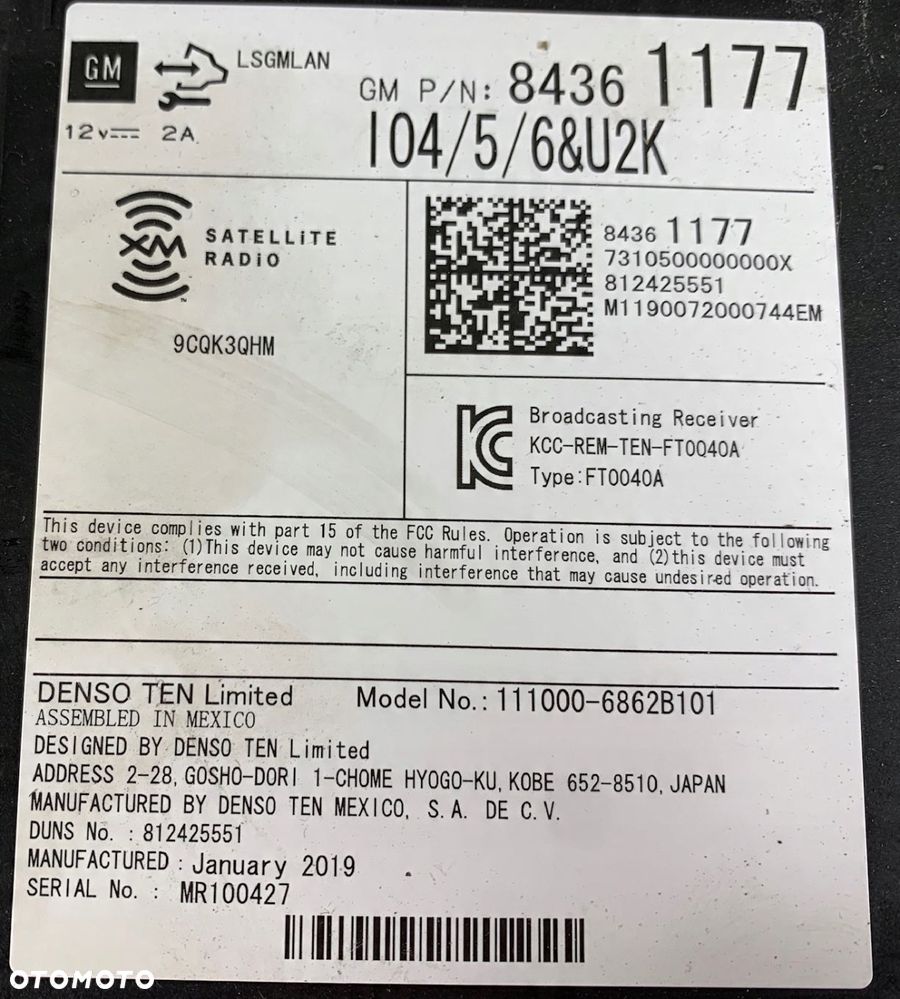 GM
LSGMLAN
GM P/N: 8436 1177
12V 2A
IO4/5/6&U2K
XM SATELLiTE
RADiO
TM
9CQK3QHM
8436 1177
7310500000000X
812425551
M1190072000744EM
Broadcasting Receiver
KCC-REM-TEN-FT0040A
Type:FT0040A
This device complies with part 15 of the FCC Rules. Operation is subject to the following
two conditions: (1)This device may not cause harmful interference, and (2)this device must
accept any interference received, including interference that may cause undesired operation.
DENSO TEN Limited Model No.: 111000-6862B101
ASSEMBLED IN MEXICO
DESIGNED BY DENSO TEN Limited
ADDRESS 2-28, GOSHO-DORI 1-CHOME HYOGO-KU, KOBE 652-8510, JAPAN
MANUFACTURED BY DENSO TEN MEXICO, S.A. DE C.V.
DUNS No. : 812425551
MANUFACTURED : January 2019
SERIAL No. : MR100427
OTOMOTO